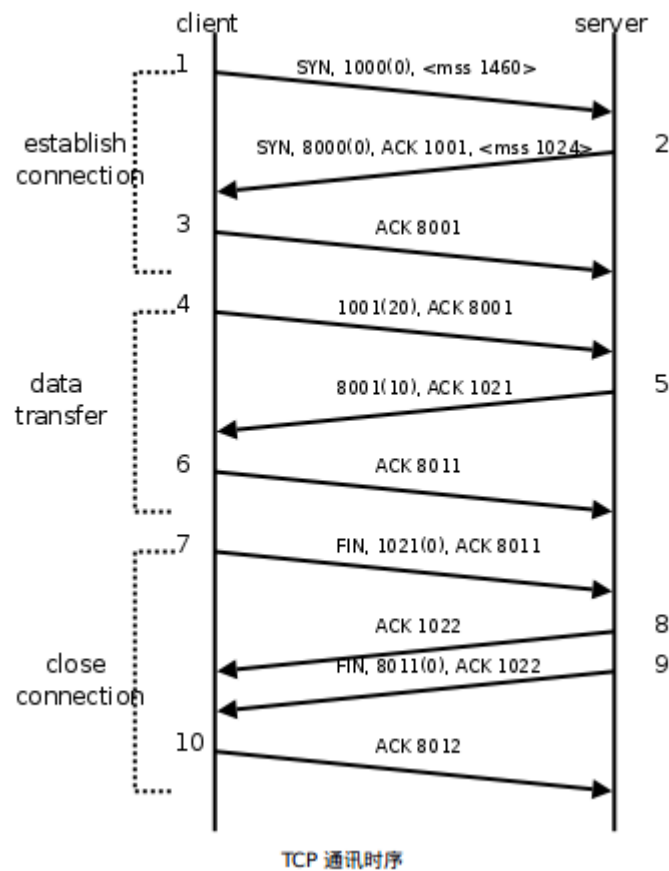 client
server
1
SYN, 1000(0), <mss 1460>
establish
connection
SYN, 8000(0), ACK 1001, <mss 1024>
2
3
ACK 8001
4
1001(20), ACK 8001
data
transfer
8001(10), ACK 1021
5
6
ACK 8011
7
FIN, 1021(0), ACK 8011
close
connection
ACK 1022
8
FIN, 8011(0), ACK 1022
9
10
ACK 8012
TCP 通讯时序